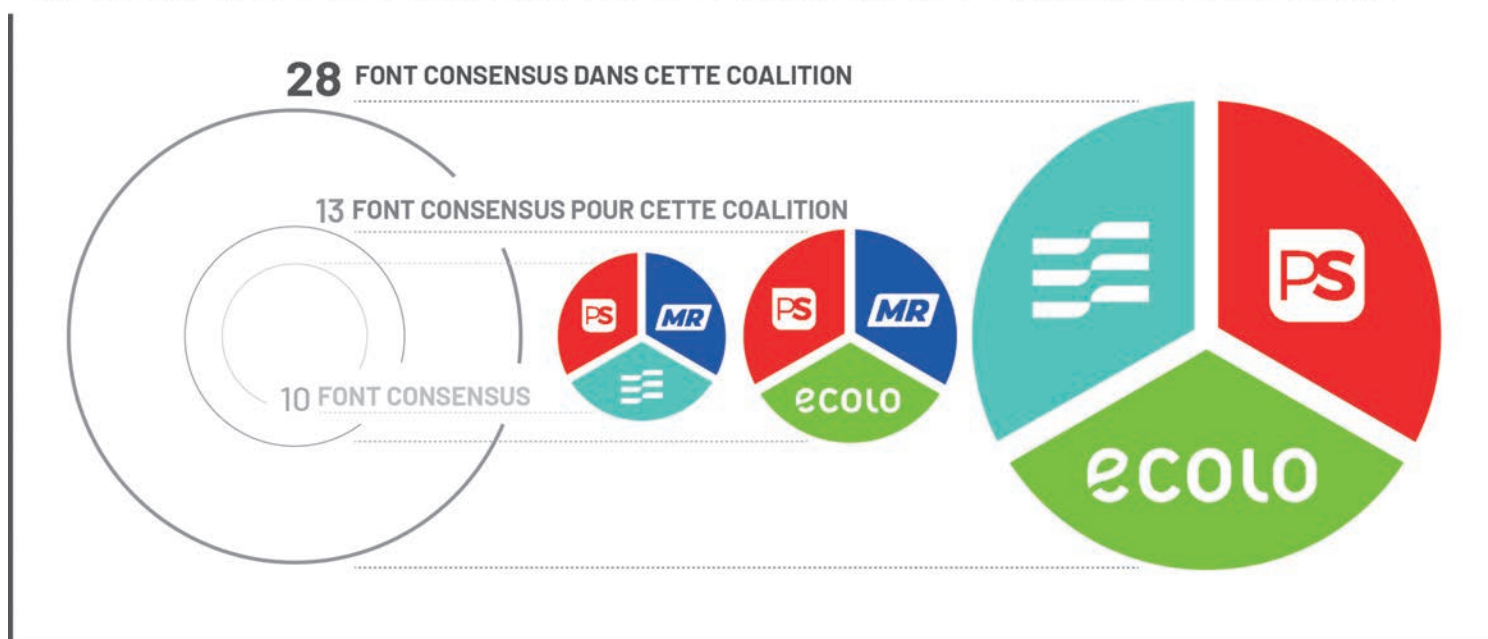 28 FONT CONSENSUS DANS CETTE COALITION
13 FONT CONSENSUS POUR CETTE COALITION
10 FONT CONSENSUS
PS
MR
PS
MR
ecolo
PS
ecolo